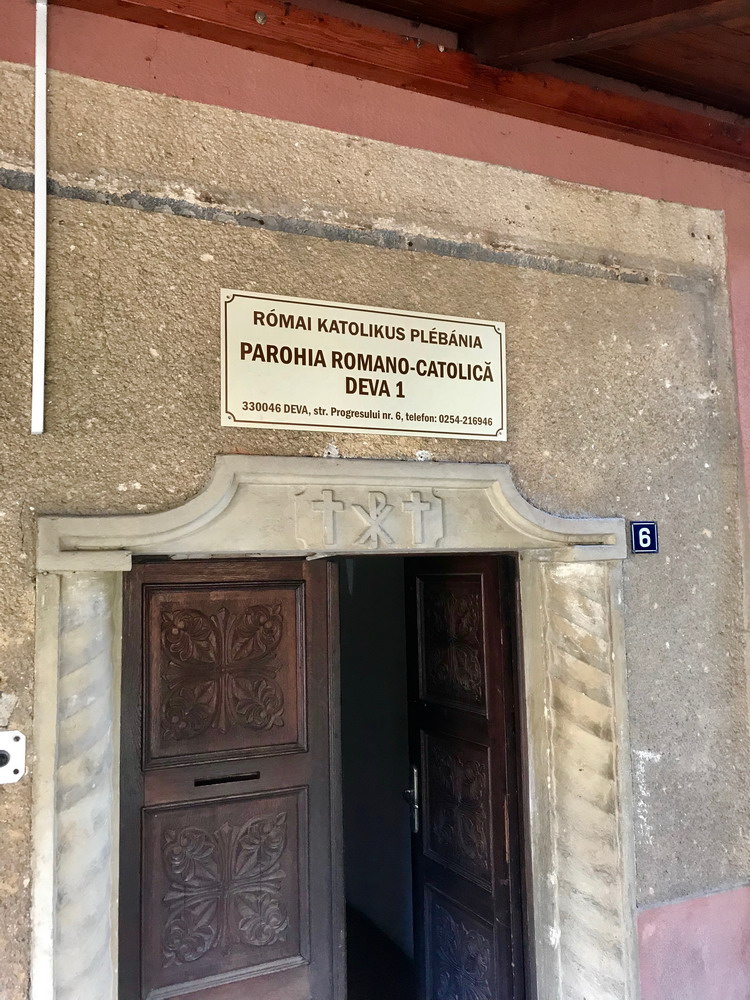 RÓMAI KATOLIKUS PLÉBÁNIA
PAROHIA ROMANO-CATOLICĂ
DEVA 1
330046 DEVA, str. Progresului nr. 6, telefon: 0254-216946
6